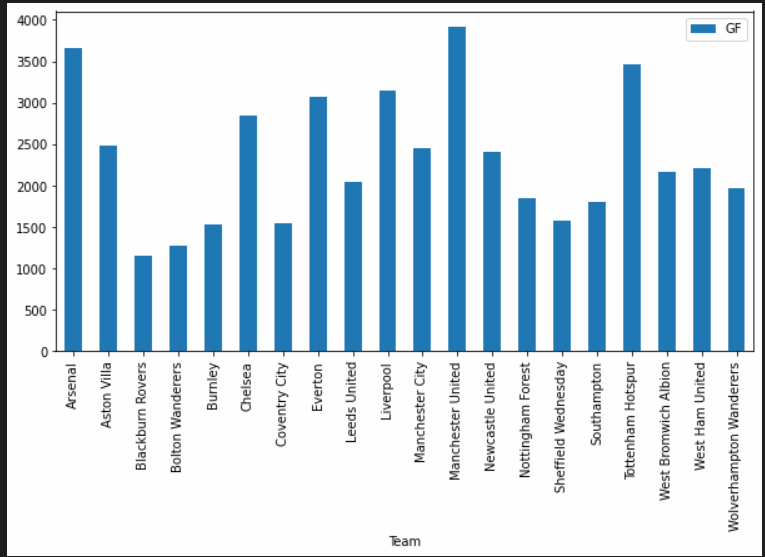 4000
GF
3500
3000
2500
2000
1500
1000
500
0
Arsenal
Aston Villa
Blackburn Rovers
Bolton Wanderers
Burnley
Chelsea
Coventry City
Everton
Leeds United
Liverpool
Manchester City
Manchester United
Newcastle United
Nottingham Forest
Sheffield Wednesday
Southampton
Tottenham Hotspur
West Bromwich Albion
West Ham United
Wolverhampton Wanderers
Team